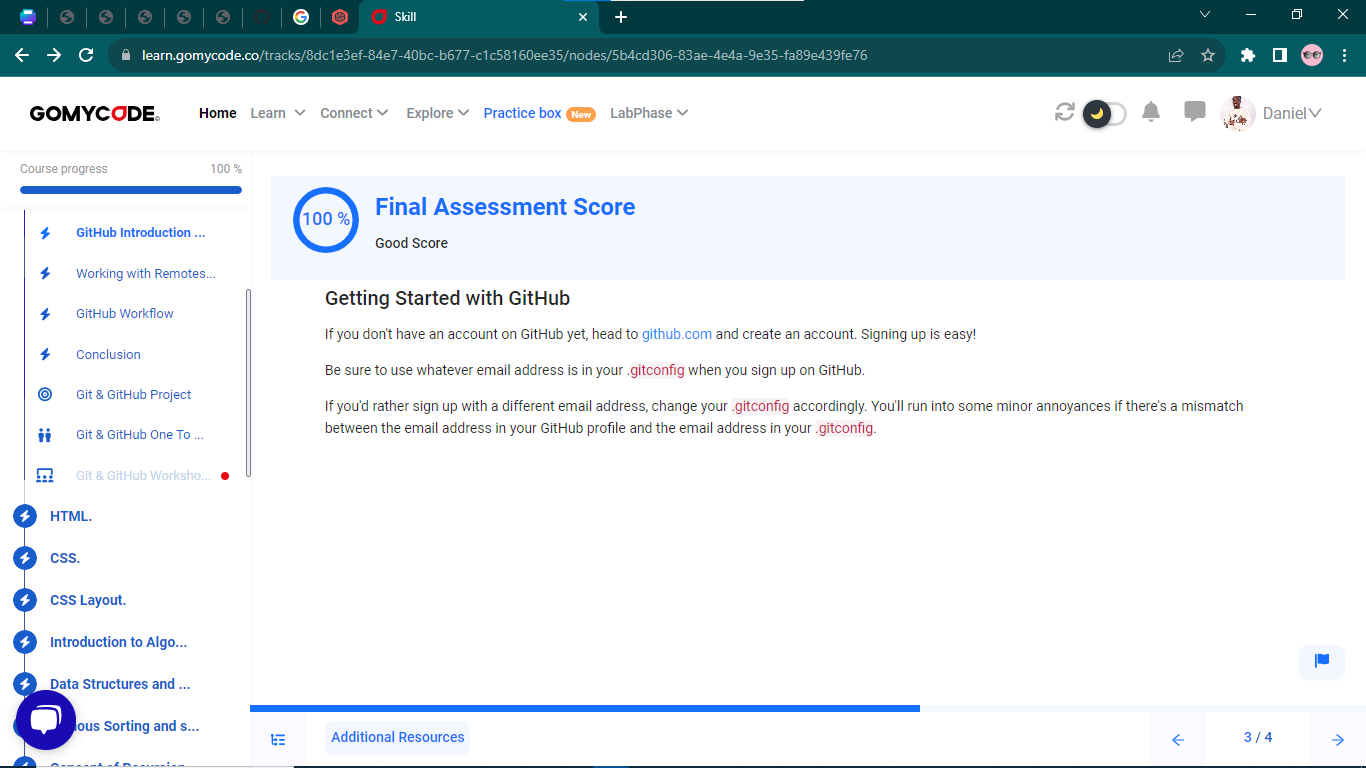 Skill
learn.gomycode.co/tracks/8dc1e3ef-84e7-40bc-b677-c1c58160ee35/nodes/5b4cd306-83ae-4e4a-9e35-fa89e439fe76
GOMYCODE Home Learn Connect Explore Practice box New LabPhase Daniel
Course progress 100 %
GitHub Introduction ...
Working with Remotes...
GitHub Workflow
Conclusion
Git & GitHub Project
Git & GitHub One To ...
Git & GitHub Worksho...
HTML.
CSS.
CSS Layout.
Introduction to Algo...
Data Structures and ...
ious Sorting and s...
100 %
Final Assessment Score
Good Score
Getting Started with GitHub
If you don't have an account on GitHub yet, head to github.com and create an account. Signing up is easy!
Be sure to use whatever email address is in your .gitconfig when you sign up on GitHub.
If you'd rather sign up with a different email address, change your .gitconfig accordingly. You'll run into some minor annoyances if there's a mismatch
between the email address in your GitHub profile and the email address in your .gitconfig.
Additional Resources
3 / 4